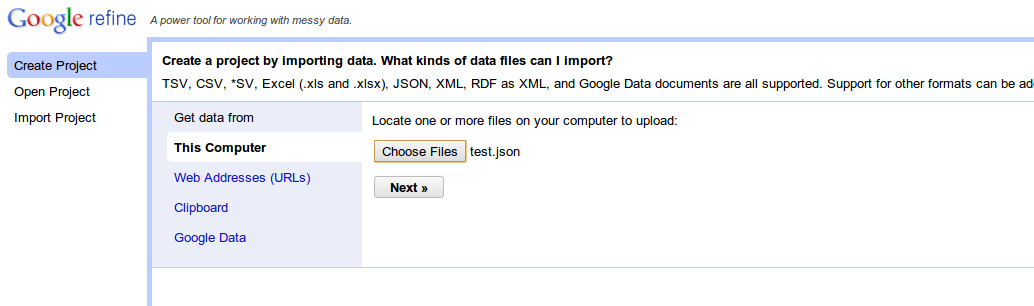 Google refine A power tool for working with messy data.
Create Project
Open Project
Import Project
Create a project by importing data. What kinds of data files can I import?
TSV, CSV, *SV, Excel (.xls and .xlsx), JSON, XML, RDF as XML, and Google Data documents are all supported. Support for other formats can be
Get data from
This Computer
Web Addresses (URLs)
Clipboard
Google Data
Locate one or more files on your computer to upload:
Choose Files test.json
Next »